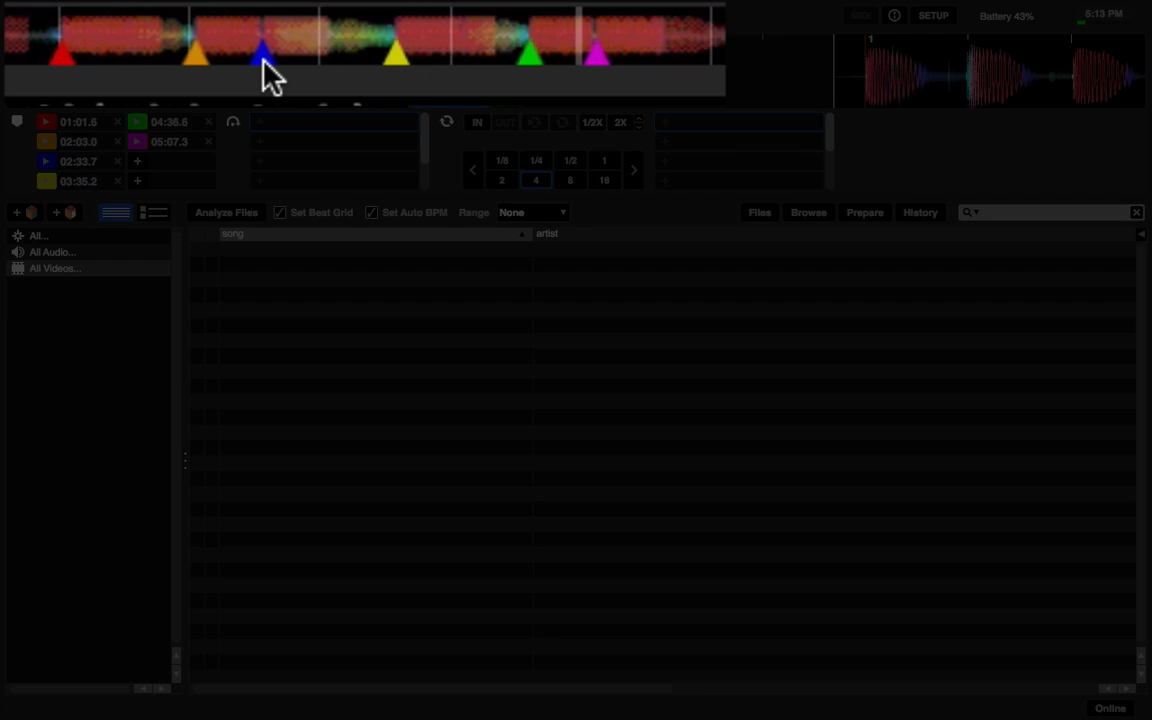 SETUP
Battery 43%
5:13 PM
1
01:01.6
04:36.6
02:03.0
05:07.3
02:33.7
03:35.2
IN OUT 1/2X 2X
1/8 1/4 1/2 1
2 4 8 16
Analyze Files Set Beat Grid Set Auto BPM Range None
Files Browse Prepare History
song artist
All...
All Audio...
All Videos...
Online